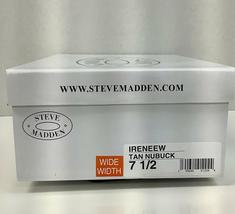 WWW.STEVEMADDEN.COM
STEVE
MADDEN
IRENEEW
TAN NUBUCK
WIDE
WIDTH
7 1/2